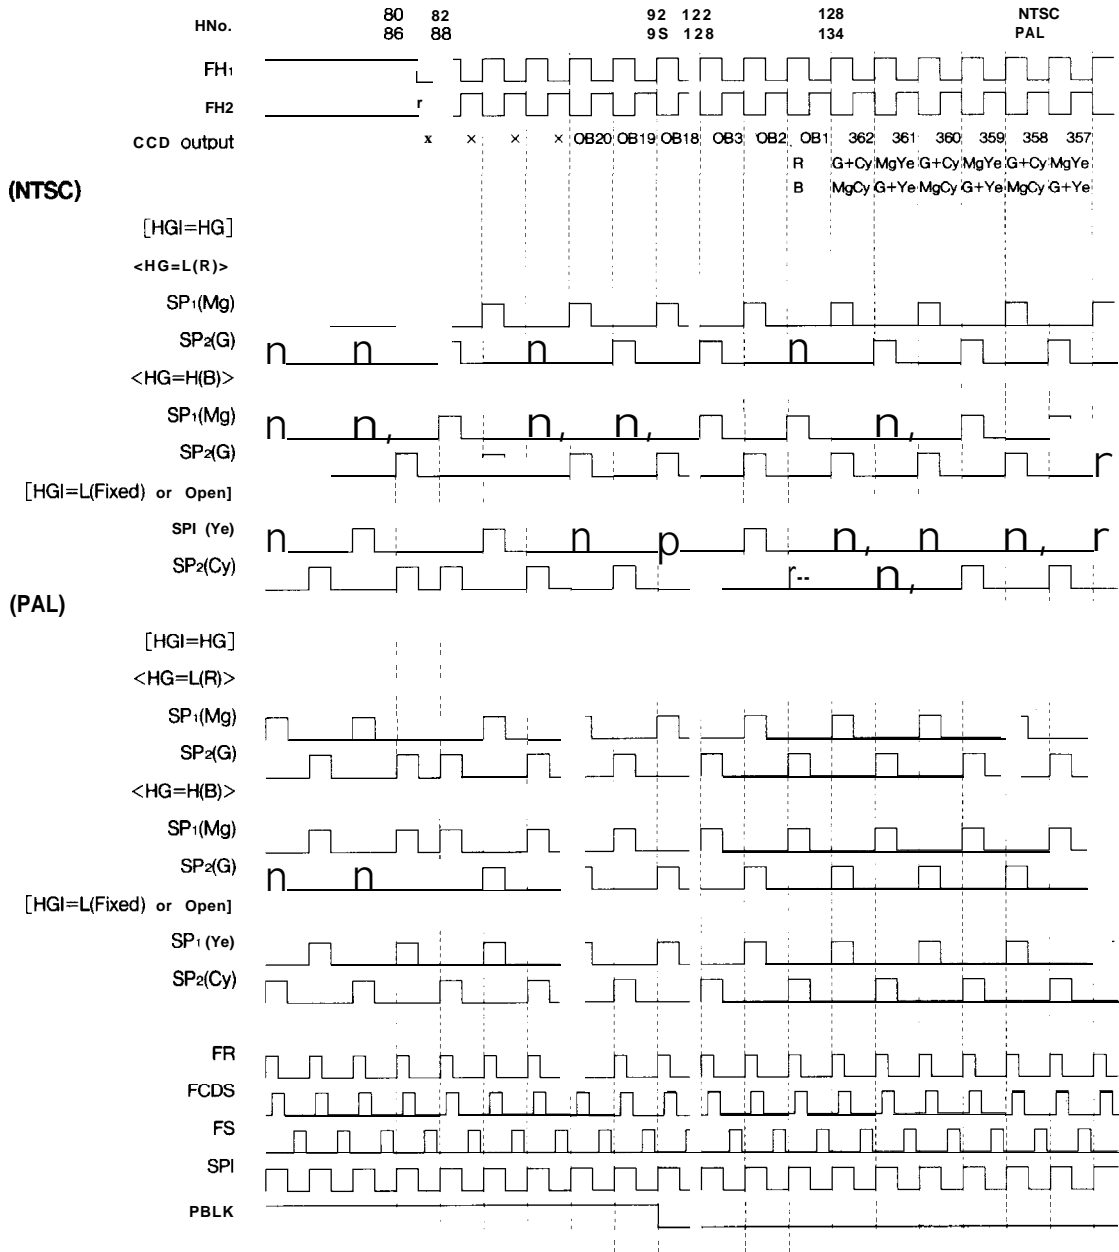 HNo. 80 82 92 122 128 NTSC
86 88 9S 128 134 PAL
FH1
FH2 r
CCD output x × × × OB20 OB19 OB18 OB3 OB2 OB1 362 361 360 359 358 357
R G+Cy MgYe G+Cy MgYe G+Cy MgYe
(NTSC) B MgCy G+Ye MgCy G+Ye MgCy G+Ye
[HGI=HG]
<HG=L(R)>
SP1(Mg)
SP2(G) n n n n
<HG=H(B)>
SP1(Mg) n n, n, n, n,
SP2(G) r
[HGI=L(Fixed) or Open]
SPI (Ye) n n p n, n n, r
SP2(Cy) r-- n,
(PAL)
[HGI=HG]
<HG=L(R)>
SP1(Mg)
SP2(G)
<HG=H(B)>
SP1(Mg)
SP2(G) n n
[HGI=L(Fixed) or Open]
SP1 (Ye)
SP2(Cy)
FR
FCDS
FS
SPI
PBLK